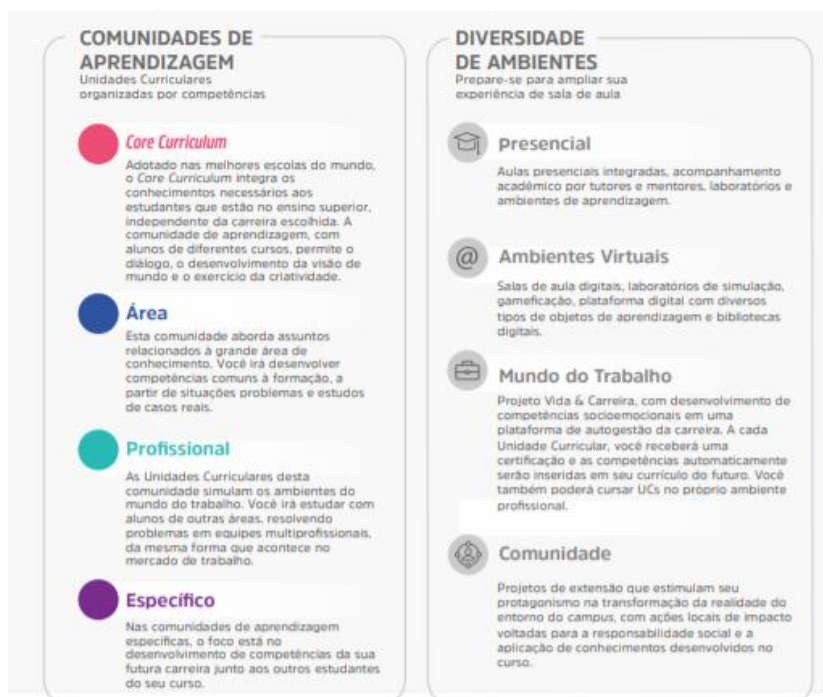 COMUNIDADES DE
APRENDIZAGEM
Unidades Curriculares
organizadas por competências
Core Curriculum
Adotado nas melhores escolas do mundo,
o Core Curriculum integra os
conhecimentos necessários aos
estudantes que estão no ensino superior,
independente da carreira escolhida. A
comunidade de aprendizagem, com
alunos de diferentes cursos, permite o
diálogo, o desenvolvimento da visão de
mundo e o exercício da criatividade.
Área
Esta comunidade aborda assuntos
relacionados à grande área de
conhecimento. Você irá desenvolver
competências comuns à formação, a
partir de situações problemas e estudos
de casos reais.
Profissional
As Unidades Curriculares desta
comunidade simulam os ambientes do
mundo do trabalho. Você irá estudar com
alunos de outras áreas, resolvendo
problemas em equipes multiprofissionais,
da mesma forma que acontece no
mercado de trabalho.
Específico
Nas comunidades de aprendizagem
específicas, o foco está no
desenvolvimento de competências da sua
futura carreira junto aos outros estudantes
do seu curso.
DIVERSIDADE
DE AMBIENTES
Prepare-se para ampliar sua
experiência de sala de aula
Presencial
Aulas presenciais integradas, acompanhamento
acadêmico por tutores e mentores, laboratórios e
ambientes de aprendizagem.
@
Ambientes Virtuais
Salas de aula digitais, laboratórios de simulação,
gameficação, plataforma digital com diversos
tipos de objetos de aprendizagem e bibliotecas
digitais.
Mundo do Trabalho
Projeto Vida & Carreira, com desenvolvimento de
competências socioemocionais em uma
plataforma de autogestão da carreira. A cada
Unidade Curricular, você receberá uma
certificação e as competências automaticamente
serão inseridas em seu currículo do futuro. Você
também poderá cursar UCs no próprio ambiente
profissional.
Comunidade
Projetos de extensão que estimulam seu
protagonismo na transformação da realidade do
entorno do campus, com ações locais de impacto
voltadas para a responsabilidade social e a
aplicação de conhecimentos desenvolvidos no
curso.